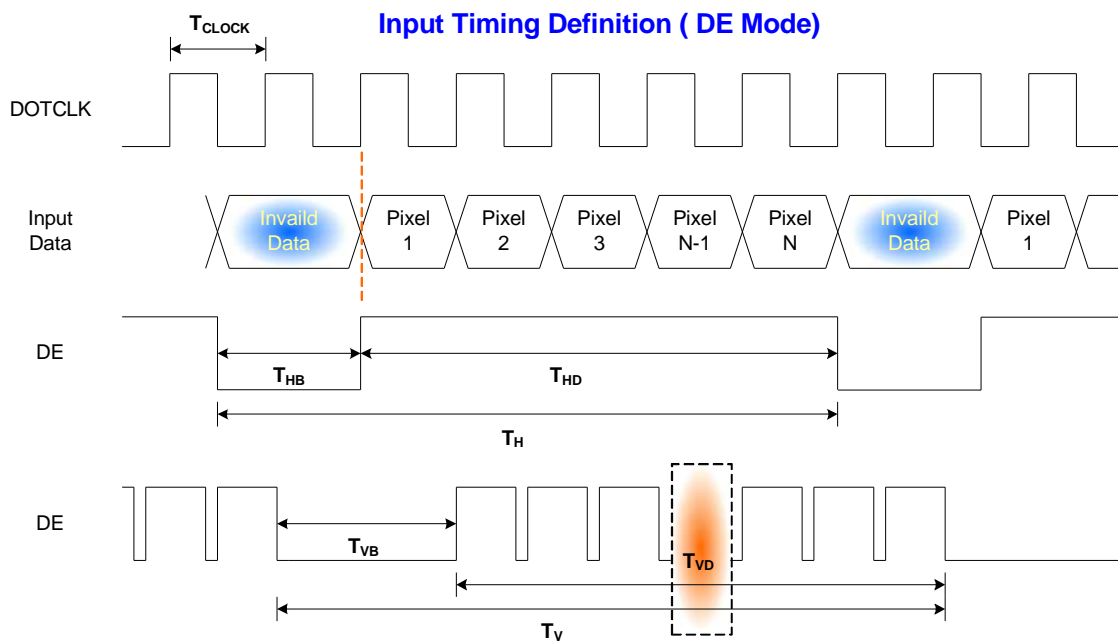 Input Timing Definition ( DE Mode)
TCLOCK
DOTCLK
Input
Data
Invaild
Data
Pixel
1
Pixel
2
Pixel
3
Pixel
N-1
Pixel
N
Invaild
Data
Pixel
1
DE
THB
THD
TH
DE
TVB
TVD
TV